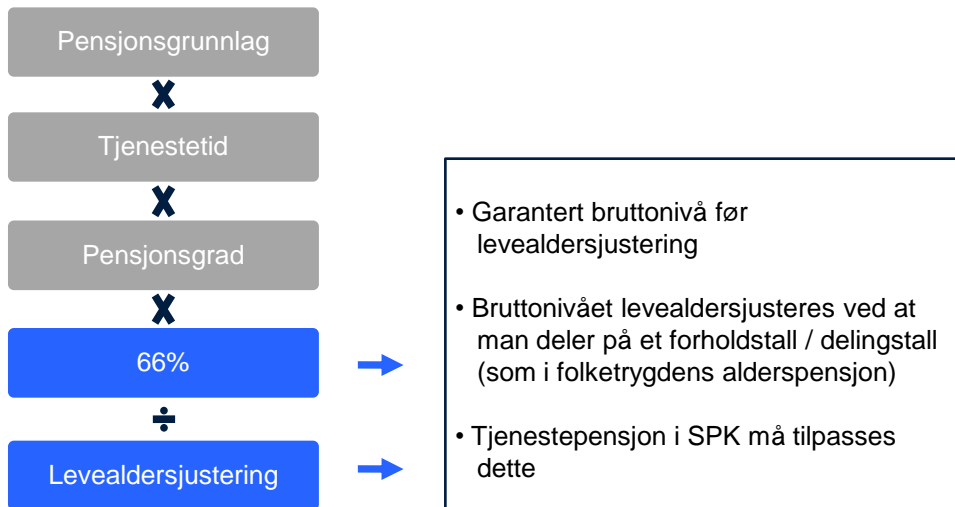 Pensjonsgrunnlag
×
Tjenestetid
×
Pensjonsgrad
×
66%
÷
Levealdersjustering
• Garantert bruttonivå før
levealdersjustering
• Bruttonivået levealdersjusteres ved at
man deler på et forholdstall / delingstall
(som i folketrygdens alderspensjon)
• Tjenestepensjon i SPK må tilpasses
dette